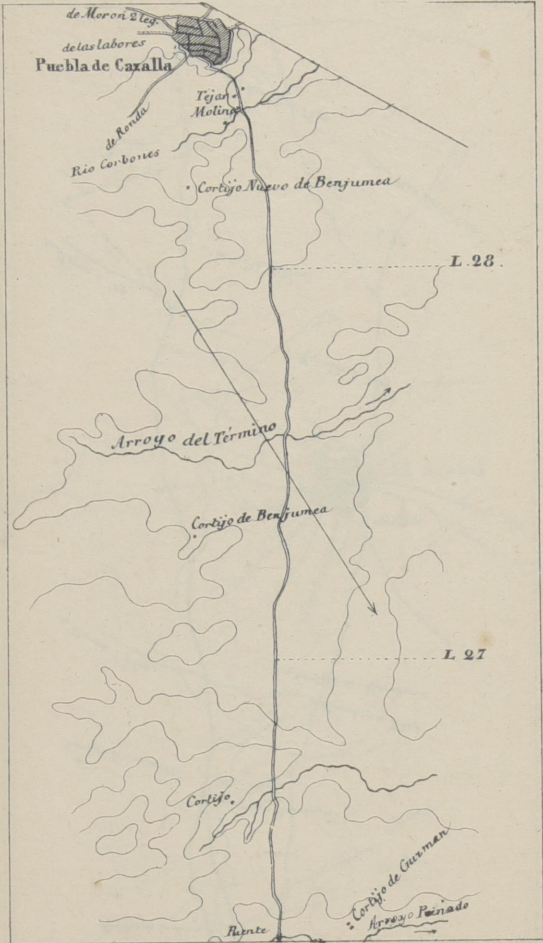 de Moron 2 leg.
de las labores
Puebla de Cazalla
de Ronda
Tejar
Molino
Rio Corbones
Cortijo Nuevo de Benjumea
L. 28.
Arroyo del Término
Cortijo de Benjumea
L 27
Cortijo
Cortijo de Guzman
Arroyo Peinado
Puente